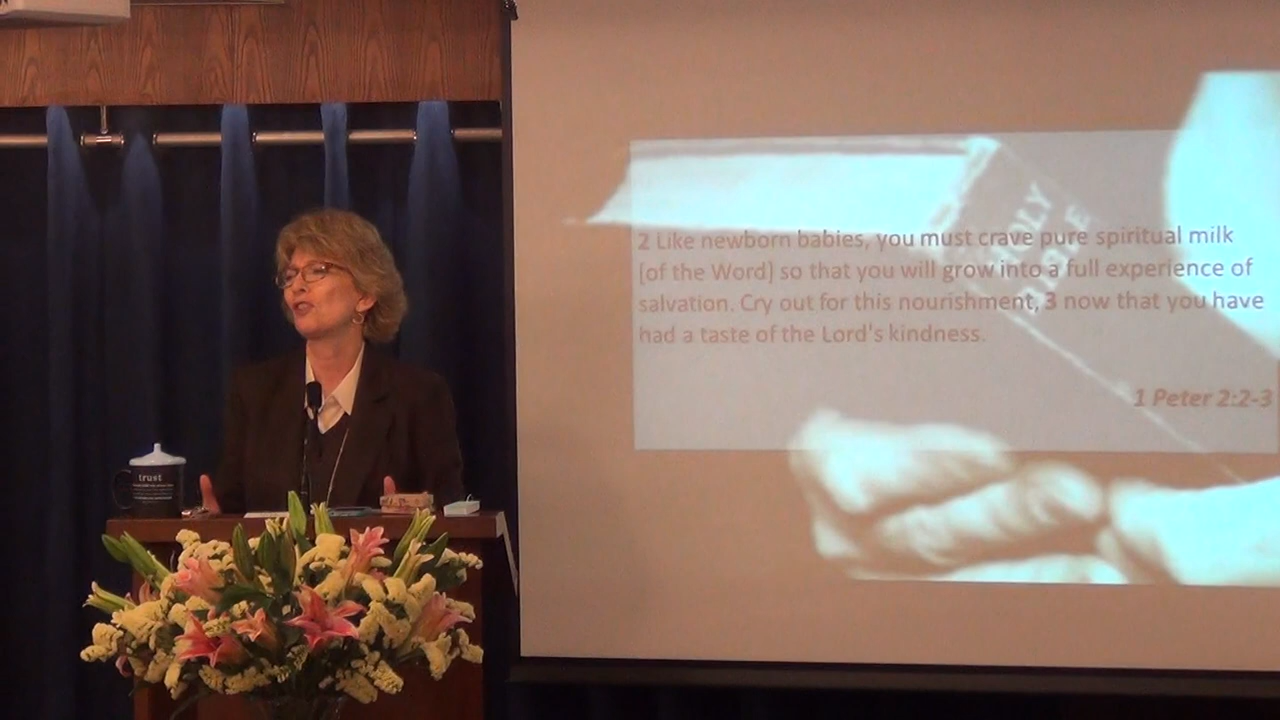 HOLY
2 Like newborn babies, you must crave pure spiritual milk
[of the Word] so that you will grow into a full experience of
salvation. Cry out for this nourishment, 3 now that you have
had a taste of the Lord's kindness.
1 Peter 2:2-3
trust